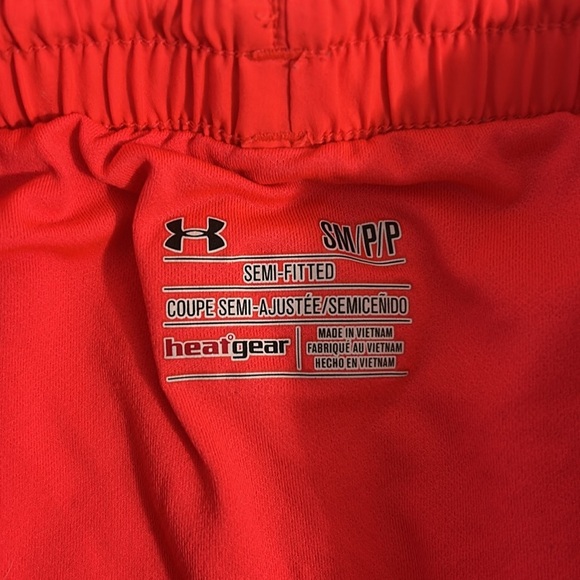 SM/P/P
SEMI-FITTED
COUPE SEMI-AJUSTÉE/SEMICEÑIDO
heatgear
MADE IN VIETNAM
FABRIQUÉ AU VIETNAM
HECHO EN VIETNAM